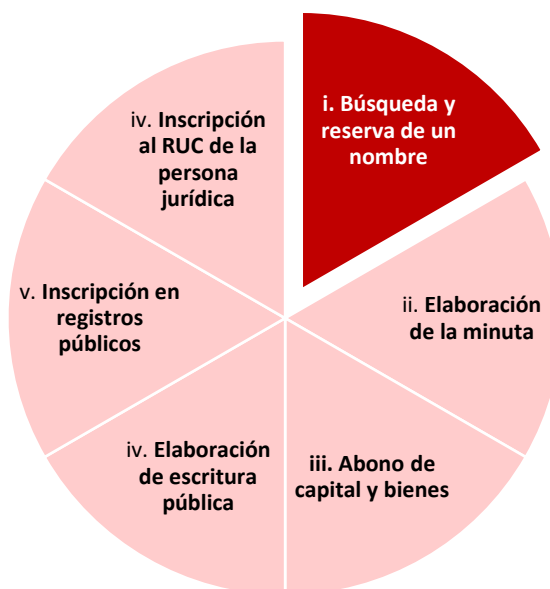 i. Búsqueda y
reserva de un
nombre
ii. Elaboración
de la minuta
iii. Abono de
capital y bienes
iv. Elaboración
de escritura
pública
v. Inscripción en
registros
públicos
iv. Inscripción
al RUC de la
persona
jurídica